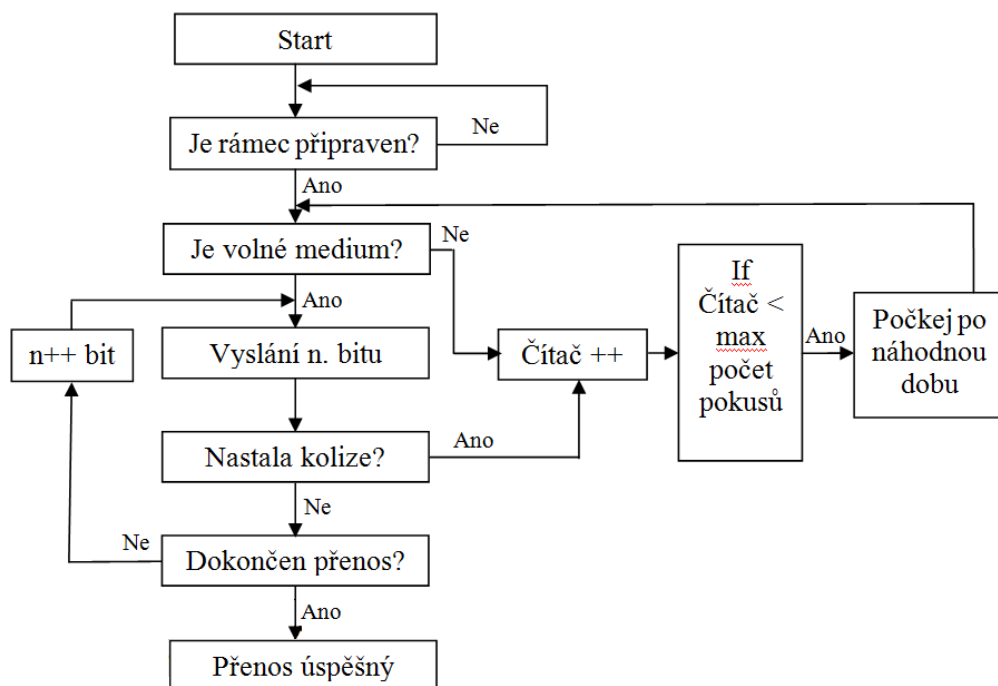 Start
Je rámec připraven?
Ne
Ano
Je volné medium?
Ne
Ano
n++ bit
Vyslání n. bitu
Čítač ++
If
Čítač <
max
počet
pokusů
Ano
Počkej po
náhodnou
dobu
Nastala kolize?
Ano
Ne
Dokončen přenos?
Ne
Ano
Přenos úspěšný